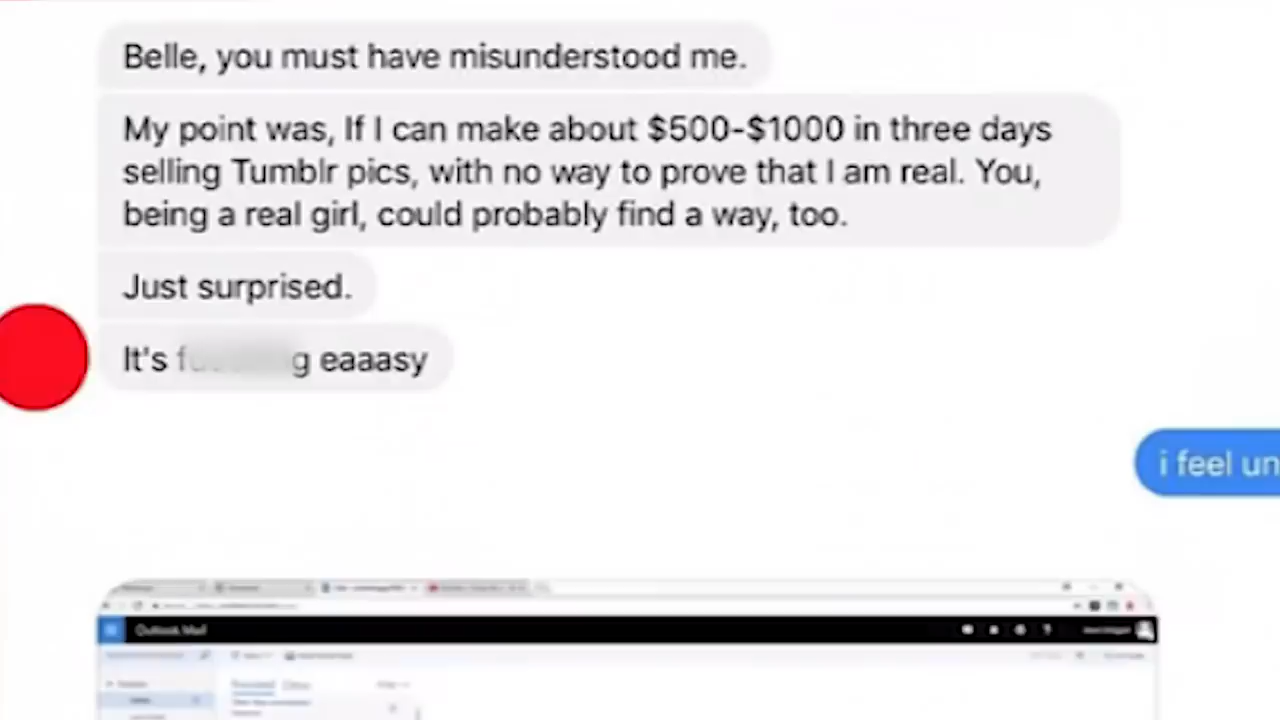 Belle, you must have misunderstood me.
My point was, If I can make about $500-$1000 in three days
selling Tumblr pics, with no way to prove that I am real. You,
being a real girl, could probably find a way, too.
Just surprised.
It's eaaasy
i feel un
Outlook Mail